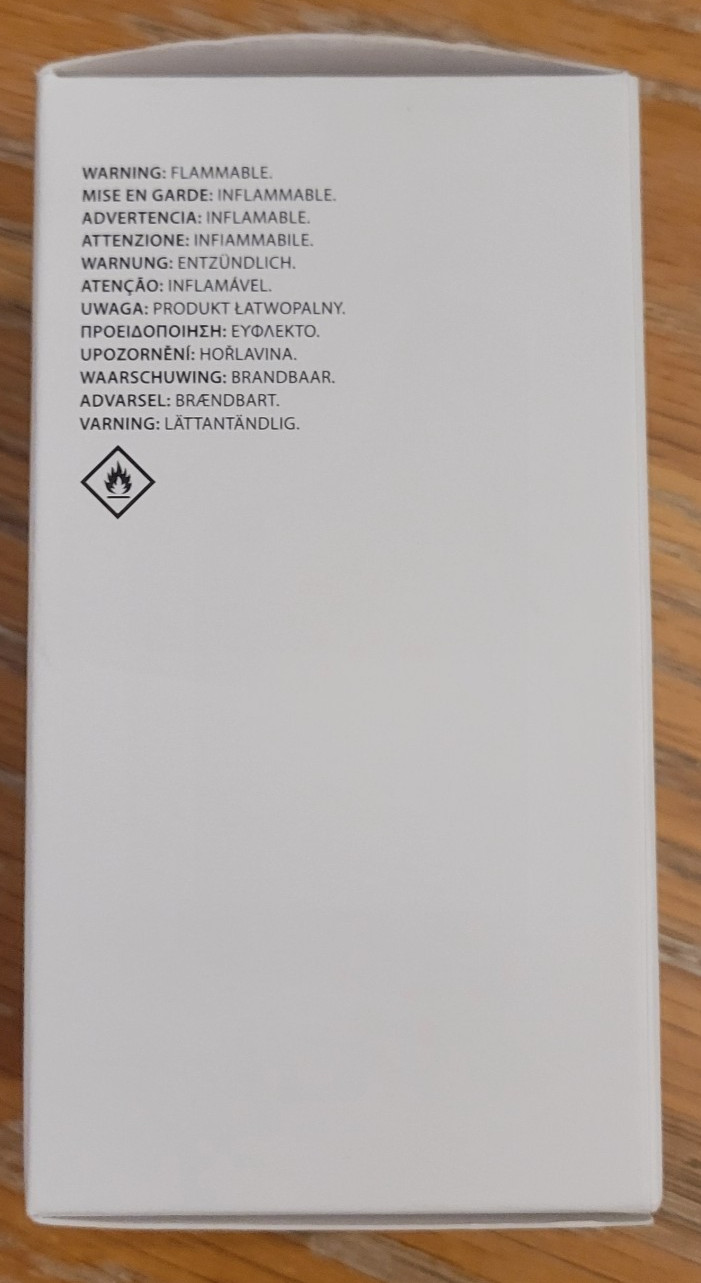 WARNING: FLAMMABLE.
MISE EN GARDE: INFLAMMABLE.
ADVERTENCIA: INFLAMABLE.
ATTENZIONE: INFIAMMABILE.
WARNUNG: ENTZÜNDLICH.
ATENÇÃO: INFLAMÁVEL.
UWAGA: PRODUKT ŁATWOPALNY.
ΠΡΟΕΙΔΟΠΟΙΗΣΗ: ΕΥΦΛΕΚΤΟ.
UPOZORNĚNÍ: HOŘLAVINA.
WAARSCHUWING: BRANDBAAR.
ADVARSEL: BRÆNDBART.
VARNING: LÄTTANTÄNDLIG.